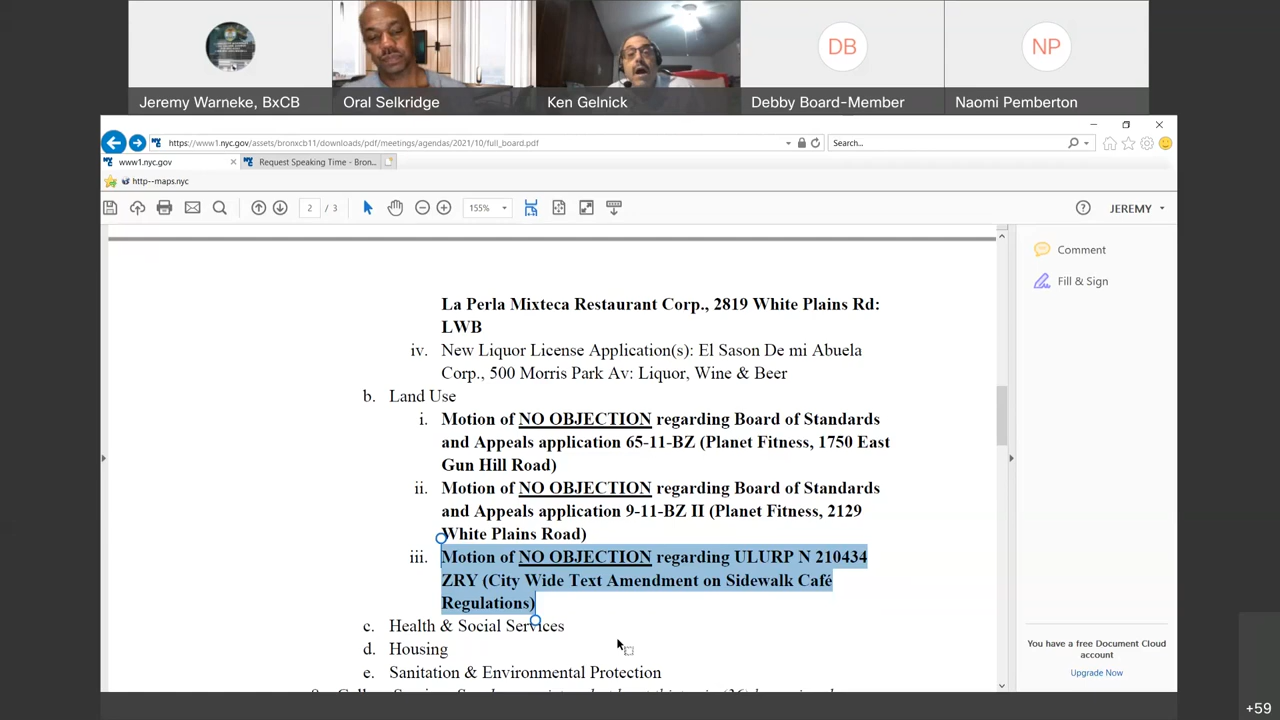 DB
NP
Jeremy Warneke, BxCB
Oral Selkridge
Ken Gelnick
Debby Board-Member
Naomi Pemberton
https://www1.nyc.gov/assets/bronxcb11/downloads/pdf/meetings/agendas/2021/10/full_board.pdf
Search...
www1.nyc.gov
Request Speaking Time - Bron...
http--maps.nyc
2 / 3
155%
JEREMY
Comment
Fill & Sign
La Perla Mixteca Restaurant Corp., 2819 White Plains Rd:
LWB
iv. New Liquor License Application(s): El Sason De mi Abuela
Corp., 500 Morris Park Av: Liquor, Wine & Beer
b. Land Use
i. Motion of NO OBJECTION regarding Board of Standards
and Appeals application 65-11-BZ (Planet Fitness, 1750 East
Gun Hill Road)
ii. Motion of NO OBJECTION regarding Board of Standards
and Appeals application 9-11-BZ II (Planet Fitness, 2129
White Plains Road)
iii. Motion of NO OBJECTION regarding ULURP N 210434
ZRY (City Wide Text Amendment on Sidewalk Café
Regulations)
c. Health & Social Services
d. Housing
e. Sanitation & Environmental Protection
You have a free Document Cloud
account
Upgrade Now
+59